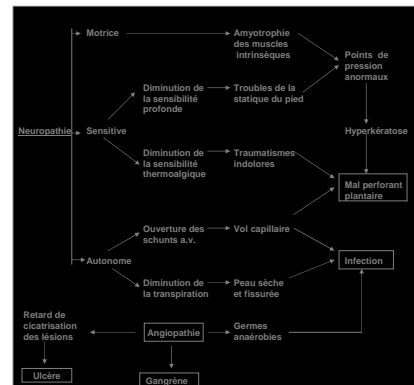 Motrice
Amyotrophie
des muscles
intrinsèques
Points de
pression
anormaux
Diminution de
la sensibilité
profonde
Troubles de la
statique du pied
Neuropathie
Sensitive
Hyperkératose
Diminution de
la sensibilité
thermoalgique
Traumatismes
indolores
Mal perforant
plantaire
Ouverture des
schunts a.v.
Vol capillaire
Autonome
Infection
Diminution de
la transpiration
Peau sèche
et fissurée
Retard de
cicatrisation
des lésions
Angiopathie
Germes
anaérobies
Ulcère
Gangrène